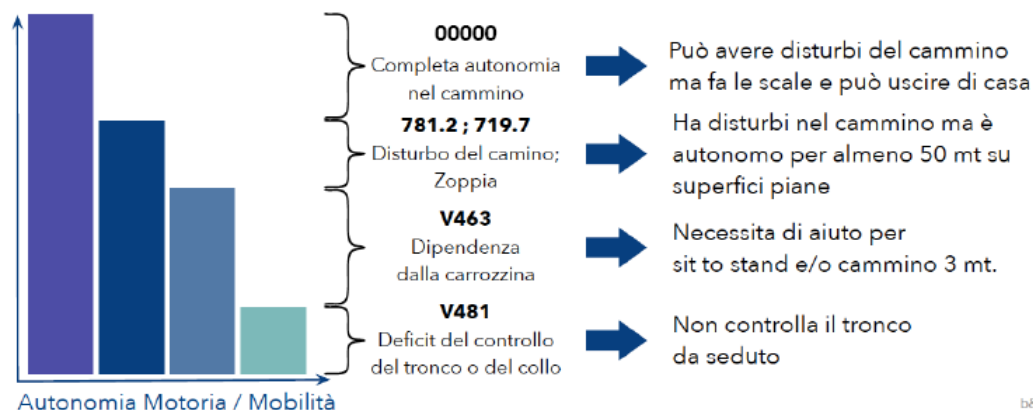 00000
Completa autonomia
nel cammino
Può avere disturbi del cammino
ma fa le scale e può uscire di casa
781.2 ; 719.7
Disturbo del camino;
Zoppia
Ha disturbi nel cammino ma è
autonomo per almeno 50 mt su
superfici piane
V463
Dipendenza
dalla carrozzina
Necessita di aiuto per
sit to stand e/o cammino 3 mt.
V481
Deficit del controllo
del tronco o del collo
Non controlla il tronco
da seduto
Autonomia Motoria / Mobilità